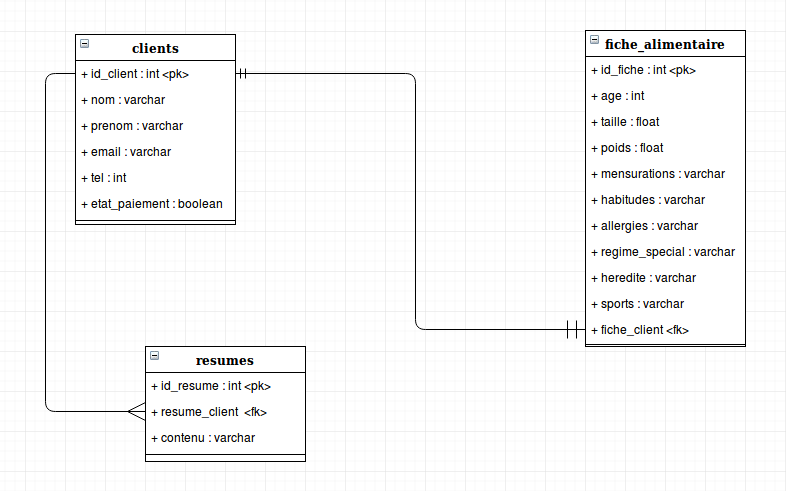 clients
+ id_client : int <pk>
+ nom : varchar
+ prenom : varchar
+ email : varchar
+ tel : int
+ etat_paiement : boolean
fiche_alimentaire
+ id_fiche : int <pk>
+ age : int
+ taille : float
+ poids : float
+ mensurations : varchar
+ habitudes : varchar
+ allergies : varchar
+ regime_special : varchar
+ heredite : varchar
+ sports : varchar
+ fiche_client <fk>
resumes
+ id_resume : int <pk>
+ resume_client <fk>
+ contenu : varchar